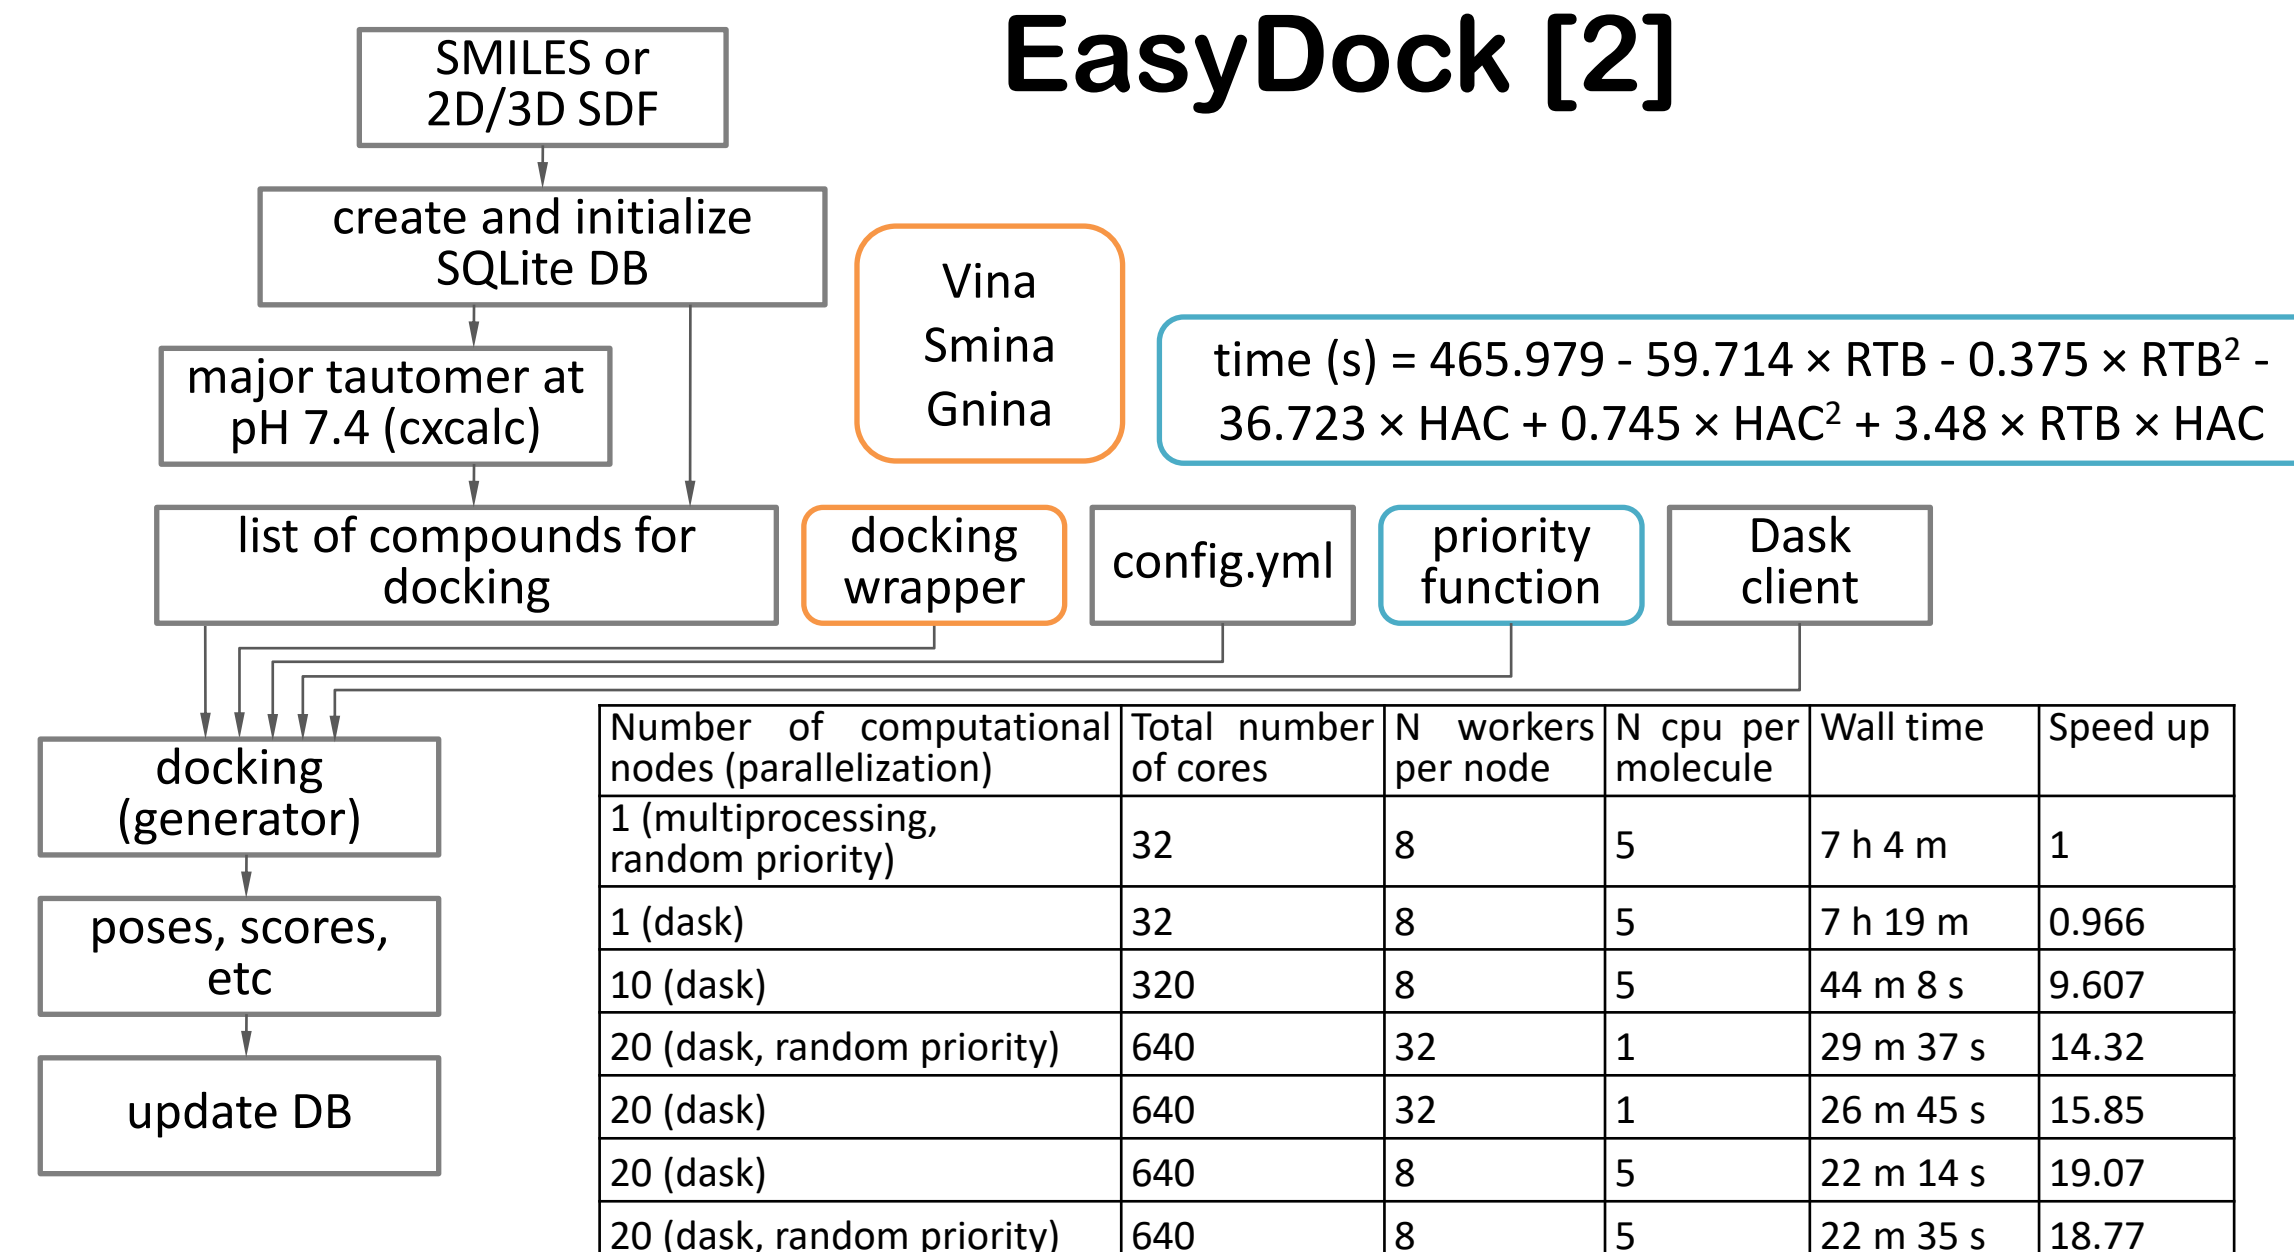 EasyDock [2]
SMILES or
2D/3D SDF
create and initialize
SQLite DB
major tautomer at
pH 7.4 (cxcalc)
Vina
Smina
Gnina
time (s) = 465.979 - 59.714 × RTB - 0.375 × RTB² -
36.723 × HAC + 0.745 × HAC² + 3.48 × RTB × HAC
list of compounds for
docking
docking
wrapper
config.yml
priority
function
Dask
client
docking
(generator)
poses, scores,
etc
update DB
Number of computational nodes (parallelization) Total number of cores N workers per node N cpu per molecule Wall time Speed up
1 (multiprocessing, random priority) 32 8 5 7 h 4 m 1
1 (dask) 32 8 5 7 h 19 m 0.966
10 (dask) 320 8 5 44 m 8 s 9.607
20 (dask, random priority) 640 32 1 29 m 37 s 14.32
20 (dask) 640 32 1 26 m 45 s 15.85
20 (dask) 640 8 5 22 m 14 s 19.07
20 (dask, random priority) 640 8 5 22 m 35 s 18.77